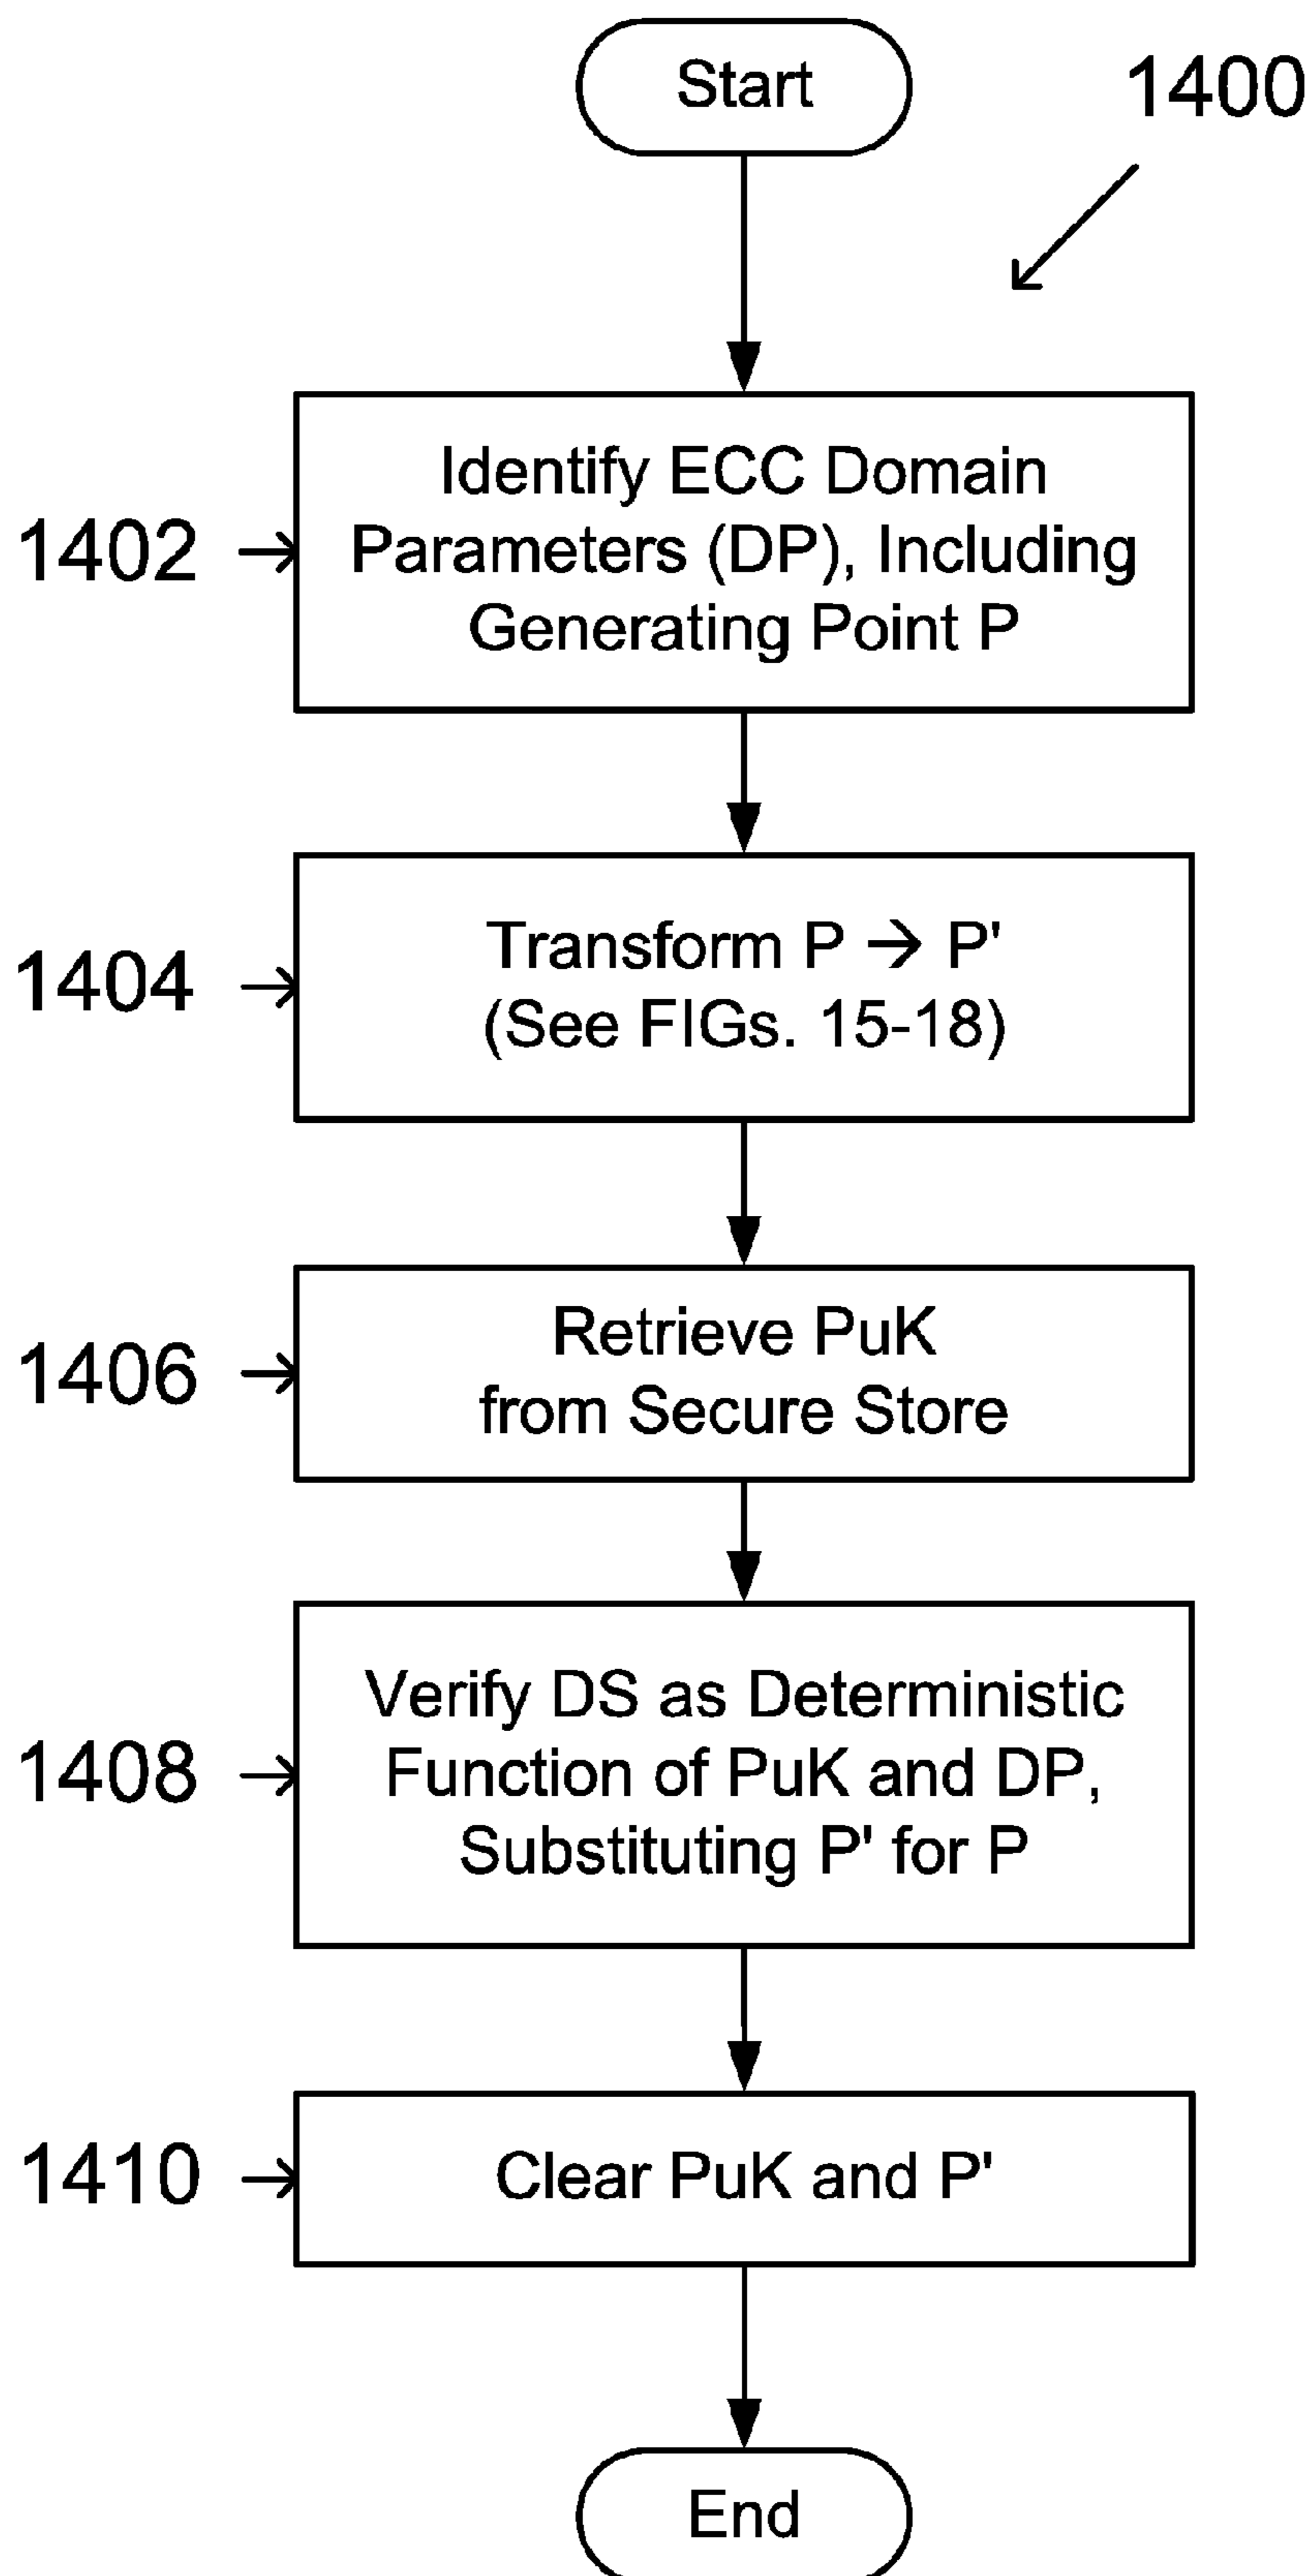 Start
1400
1402
Identify ECC Domain
Parameters (DP), Including
Generating Point P
1404
Transform P → P'
(See FIGs. 15-18)
1406
Retrieve PuK
from Secure Store
1408
Verify DS as Deterministic
Function of PuK and DP,
Substituting P' for P
1410
Clear PuK and P'
End